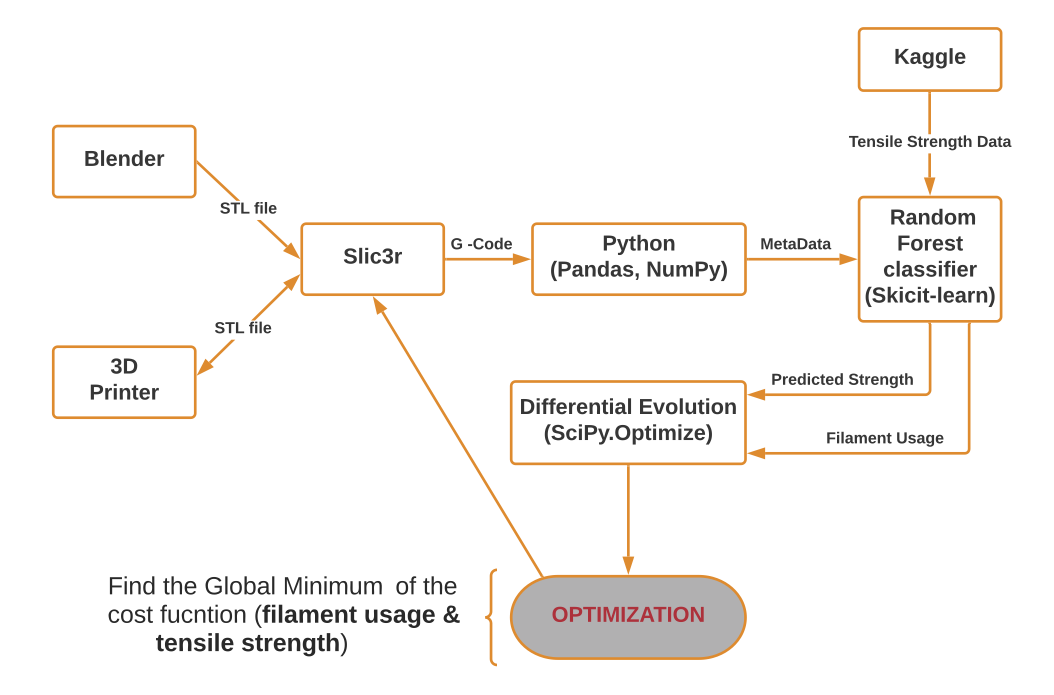 Kaggle
Tensile Strength Data
Blender
STL file
Slic3r
G -Code
Python
(Pandas, NumPy)
MetaData
Random
Forest
classifier
(Skicit-learn)
STL file
3D
Printer
Predicted Strength
Differential Evolution
(SciPy.Optimize)
Filament Usage
Find the Global Minimum  of the
cost fucntion (filament usage &
tensile strength)
OPTIMIZATION